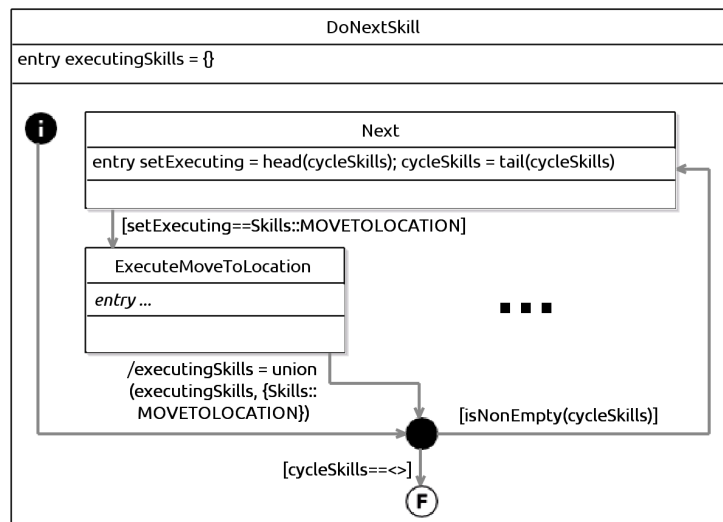 DoNextSkill
entry executingSkills = {}
i
Next
entry setExecuting = head(cycleSkills); cycleSkills = tail(cycleSkills)
[setExecuting==Skills::MOVETOLOCATION]
ExecuteMoveToLocation
entry ...
/executingSkills = union
(executingSkills, {Skills::
MOVETOLOCATION})
[isNonEmpty(cycleSkills)]
[cycleSkills==<>]
F